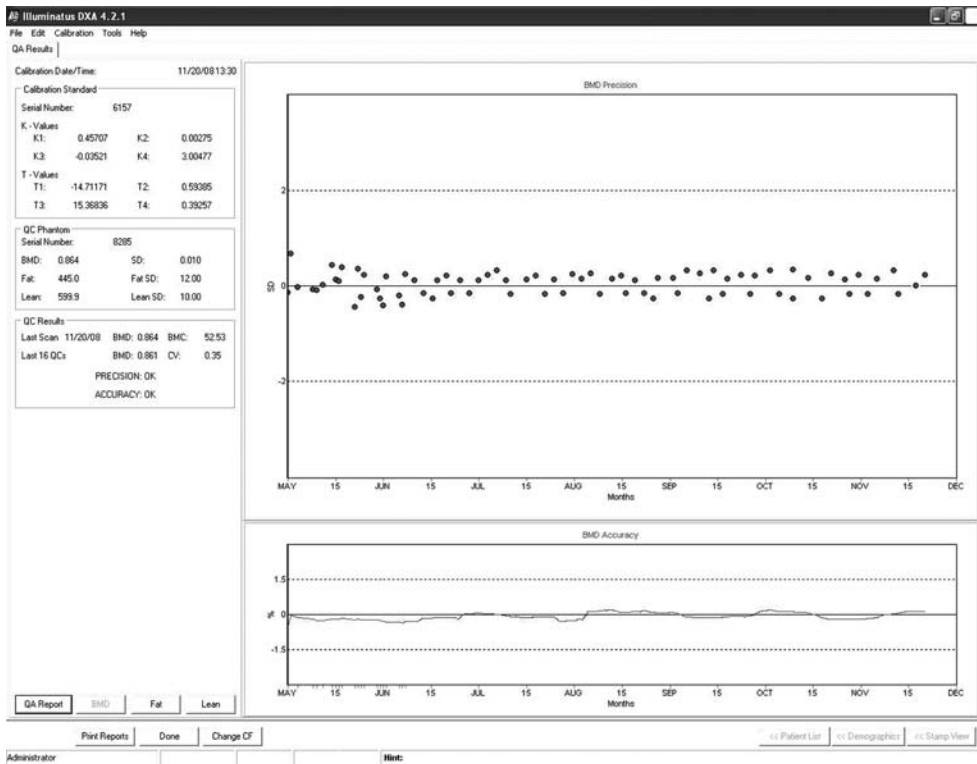 Illuminatus DXA 4.2.1
File Edit Calibration Tools Help
QA Results
Calibration Date/Time: 11/20/08 13:30
Calibration Standard
Serial Number: 6157
K - Values
K1: 0.45707 K2: 0.00275
K3: -0.03521 K4: 3.00477
T - Values
T1: -14.71171 T2: 0.59385
T3: 15.36836 T4: 0.39257
QC Phantom
Serial Number: 8285
BMD: 0.864 SD: 0.010
Fat: 445.0 Fat SD: 12.00
Lean: 599.9 Lean SD: 10.00
QC Results
Last Scan 11/20/08 BMD: 0.864 BMC: 52.53
Last 16 QCs BMD: 0.861 CV: 0.35
PRECISION: OK
ACCURACY: OK
BMD Precision
2
SD 0
-2
MAY 15 JUN 15 JUL 15 AUG 15 SEP 15 OCT 15 NOV 15 DEC
Months
BMD Accuracy
1.5
% 0
-1.5
MAY 15 JUN 15 JUL 15 AUG 15 SEP 15 OCT 15 NOV 15 DEC
Months
QA Report BMD Fat Lean
Print Reports Done Change CF << Patient List << Demographics << Stamp View
Administrator Hint: